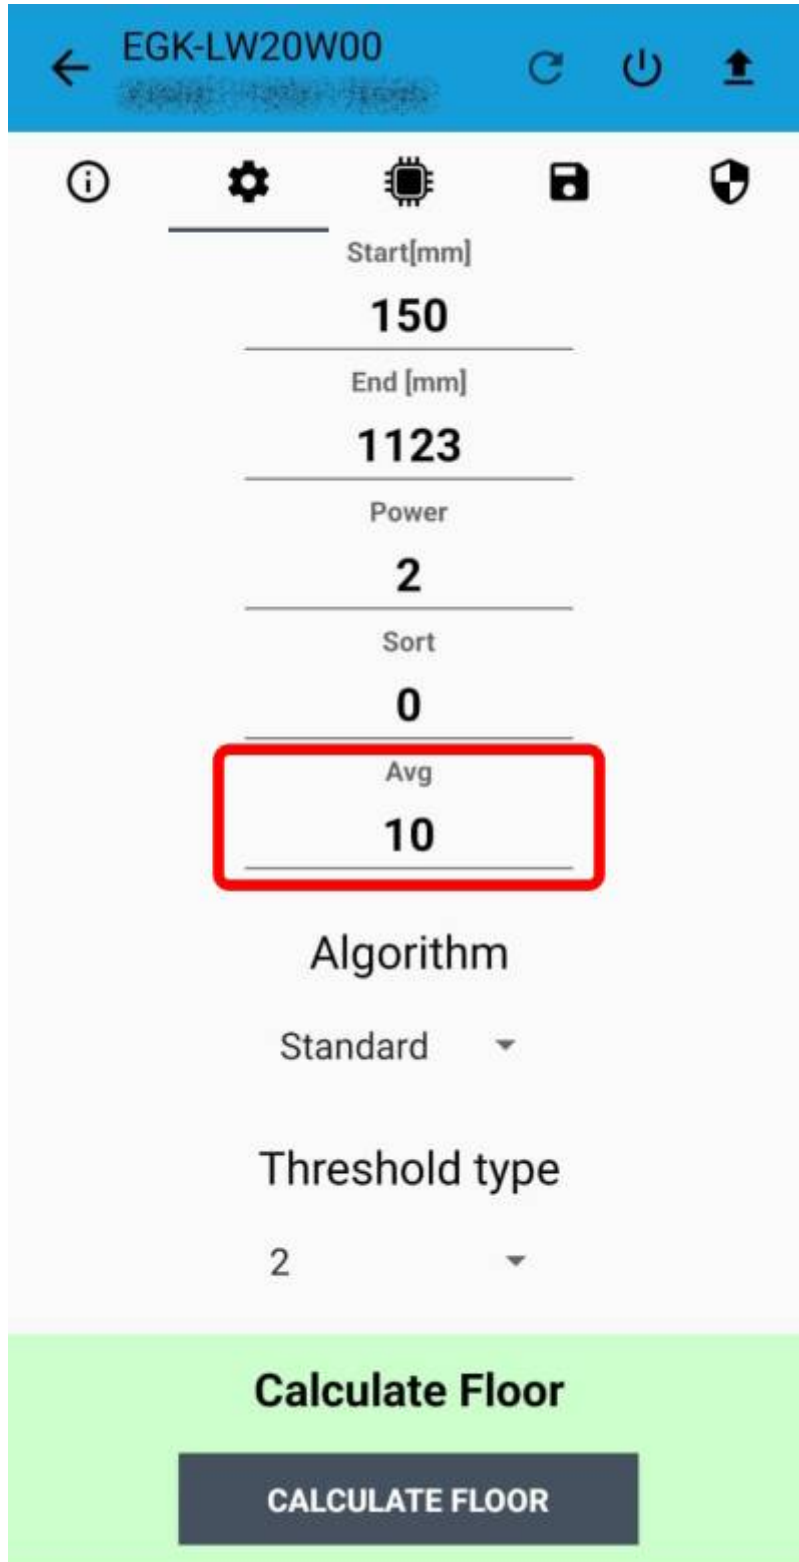 EGK-LW20W00
Start[mm]
150
End [mm]
1123
Power
2
Sort
0
Avg
10
Algorithm
Standard
Threshold type
2
Calculate Floor
CALCULATE FLOOR